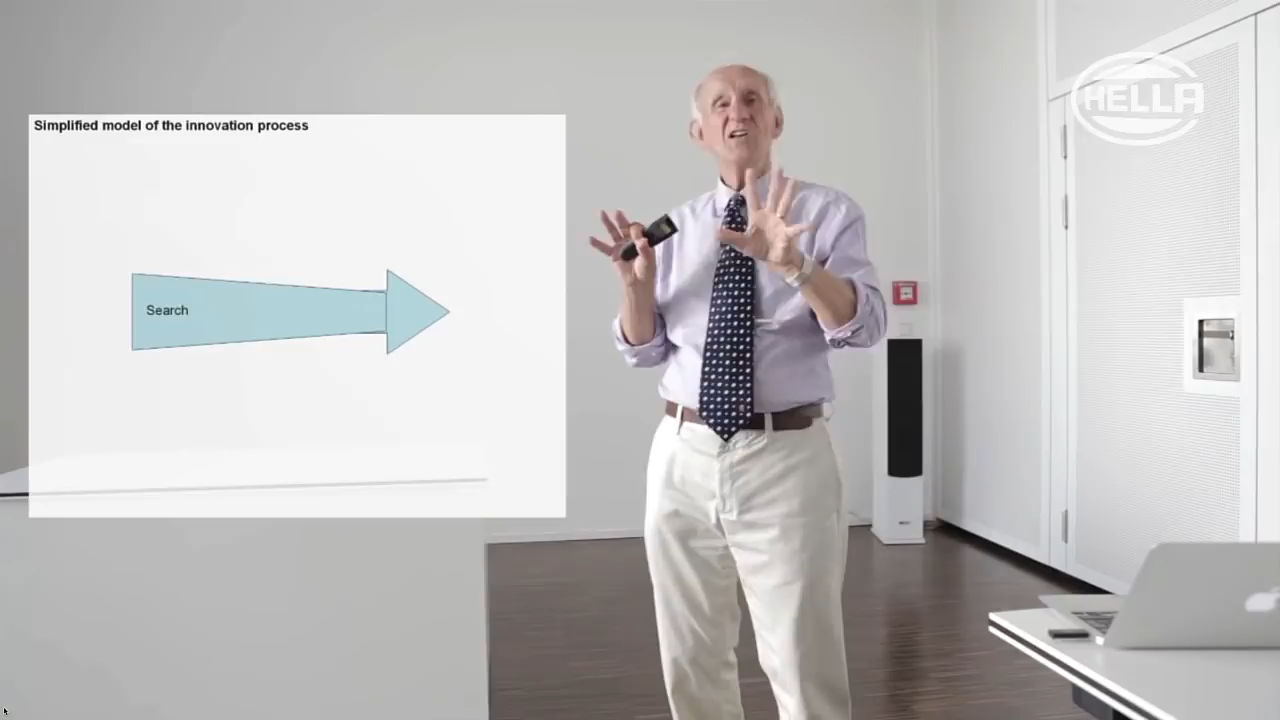 Simplified model of the innovation process
HELLA
Search